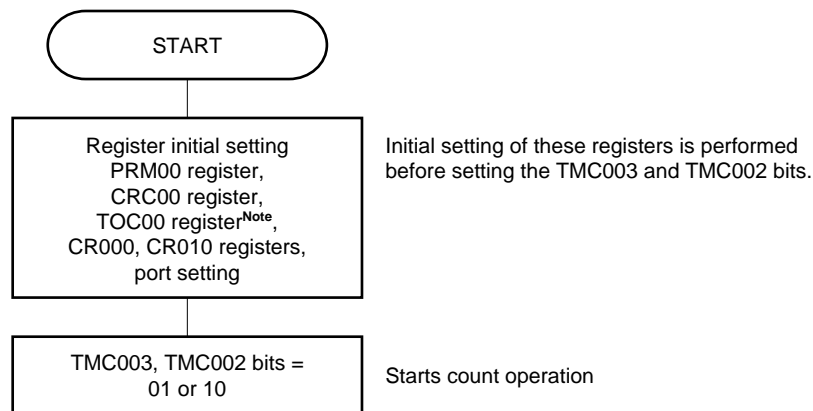 START
Register initial setting
PRM00 register,
CRC00 register,
TOC00 registerNote,
CR000, CR010 registers,
port setting
Initial setting of these registers is performed
before setting the TMC003 and TMC002 bits.
TMC003, TMC002 bits =
01 or 10
Starts count operation